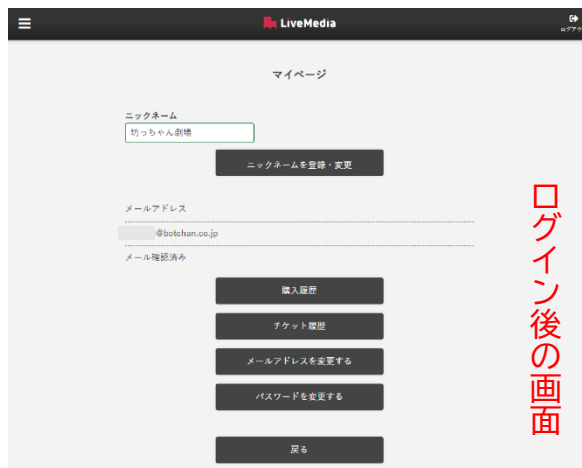 LiveMedia
ログアウ
マイページ
ニックネーム
坊っちゃん劇場
ニックネームを登録・変更
メールアドレス
@botchan.co.jp
メール確認済み
購入履歴
チケット履歴
メールアドレスを変更する
パスワードを変更する
戻る
ログイン後の画面